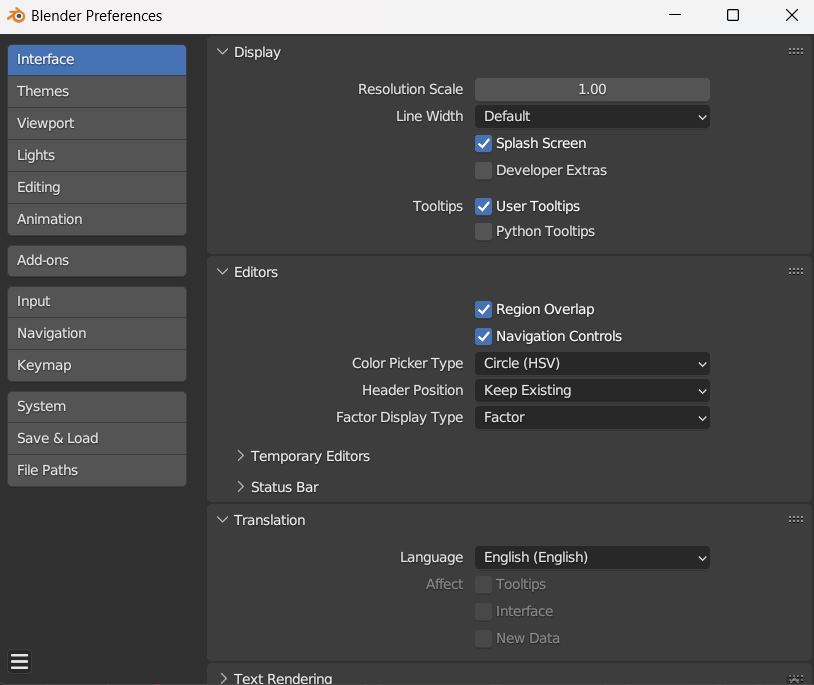 Blender Preferences
Interface
Themes
Viewport
Lights
Editing
Animation
Add-ons
Input
Navigation
Keymap
System
Save & Load
File Paths
Display
Resolution Scale 1.00
Line Width Default
Splash Screen
Developer Extras
Tooltips User Tooltips
Python Tooltips
Editors
Region Overlap
Navigation Controls
Color Picker Type Circle (HSV)
Header Position Keep Existing
Factor Display Type Factor
Temporary Editors
Status Bar
Translation
Language English (English)
Affect Tooltips
Interface
New Data
Text Rendering